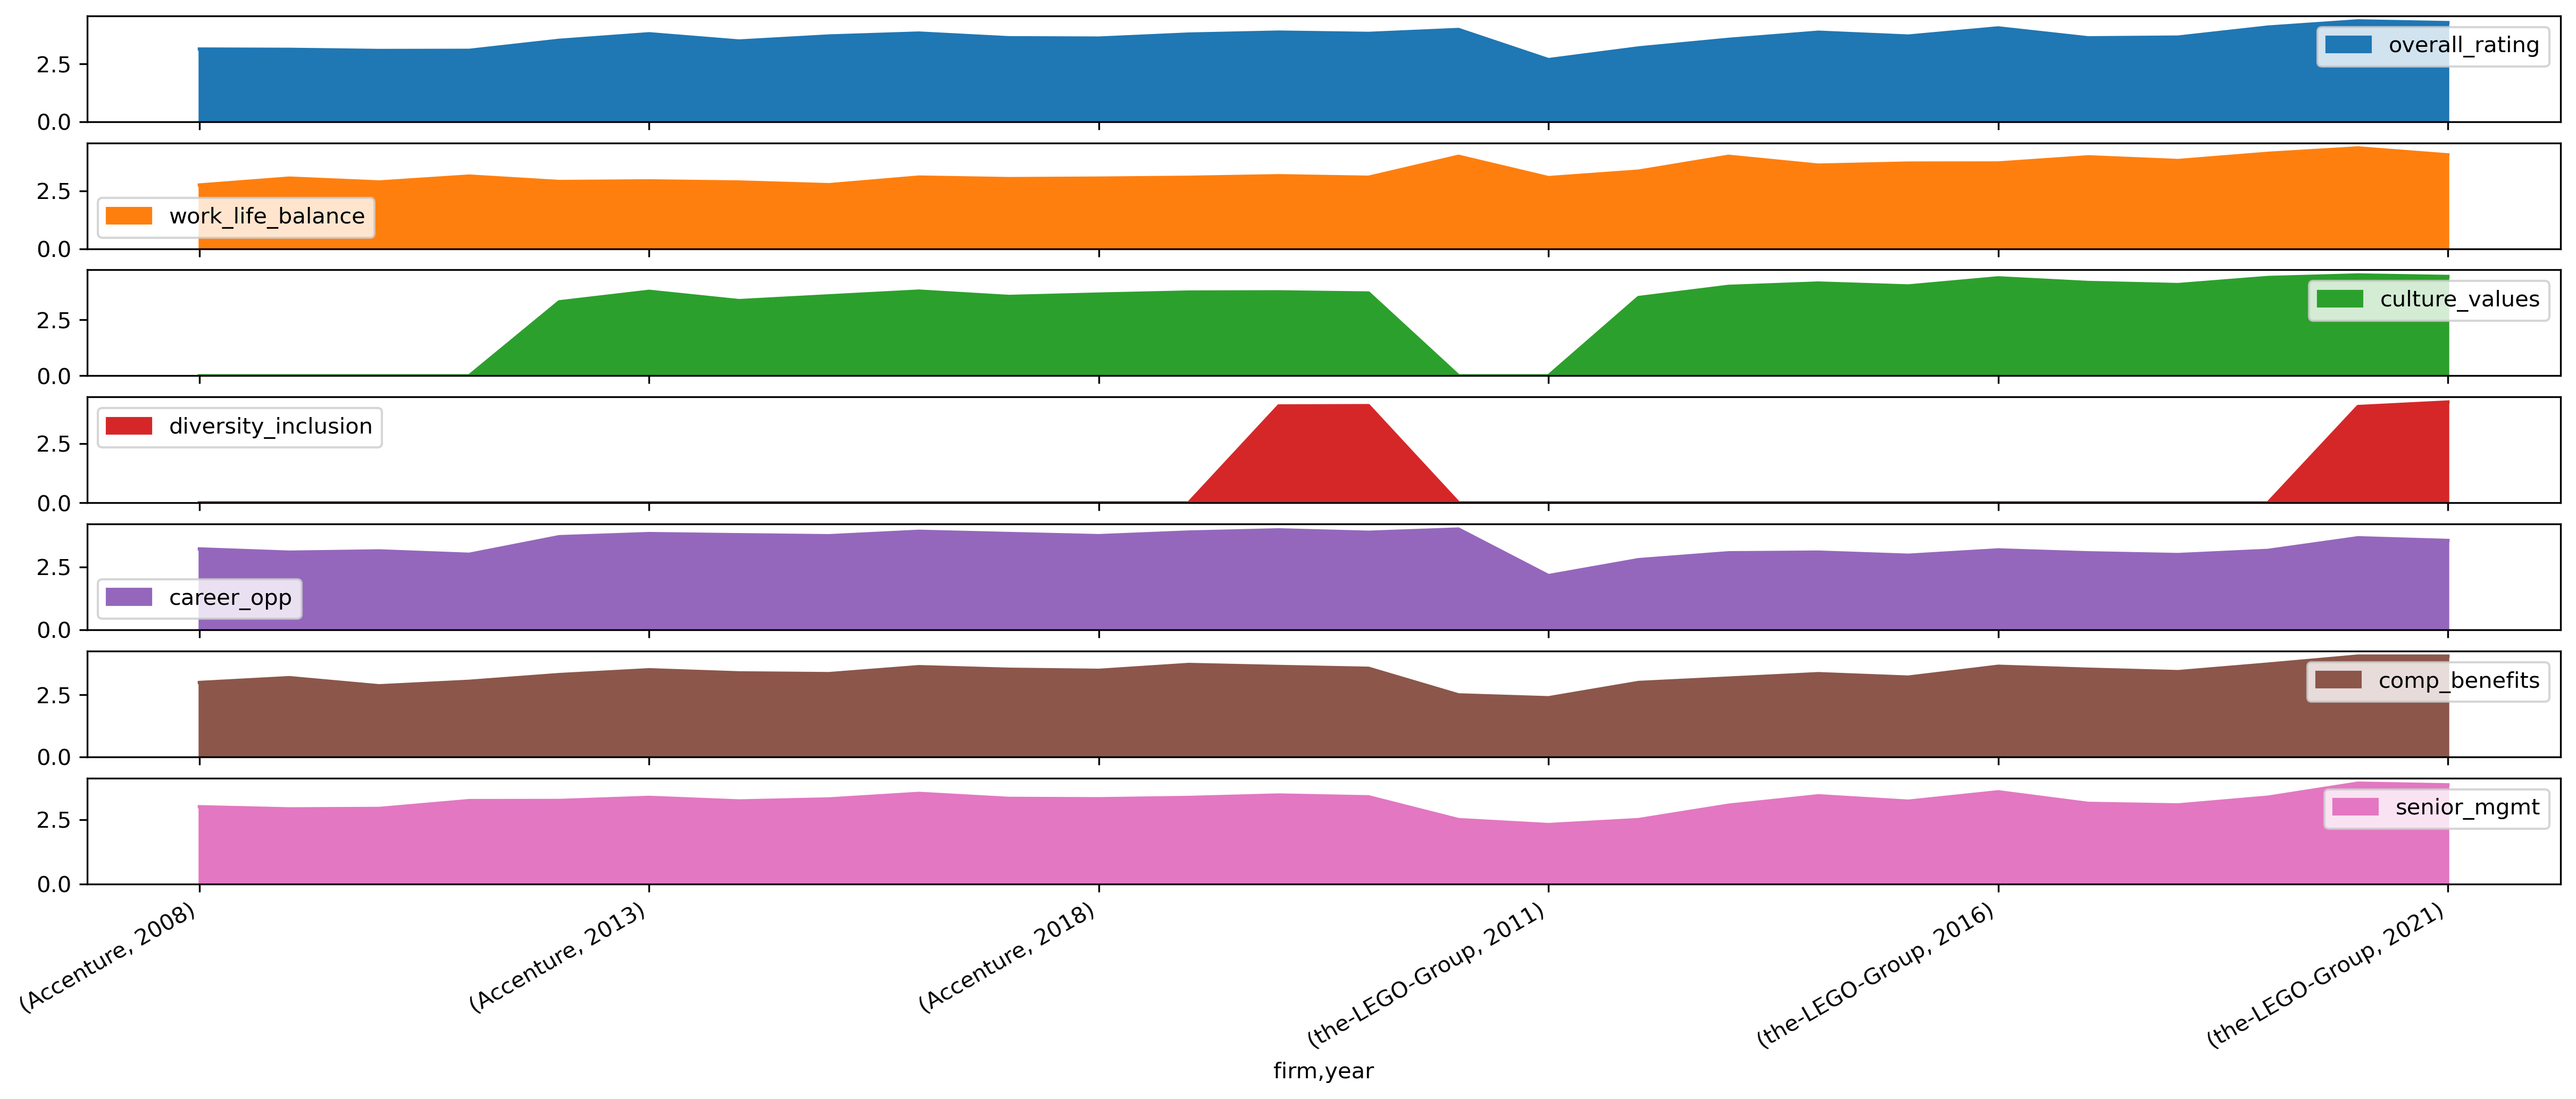 2.5
0.0
overall_rating
2.5
0.0
work_life_balance
2.5
0.0
culture_values
2.5
0.0
diversity_inclusion
2.5
0.0
career_opp
2.5
0.0
comp_benefits
2.5
0.0
senior_mgmt
(Accenture, 2008)
(Accenture, 2013)
(Accenture, 2018)
(the-LEGO-Group, 2011)
(the-LEGO-Group, 2016)
(the-LEGO-Group, 2021)
firm,year